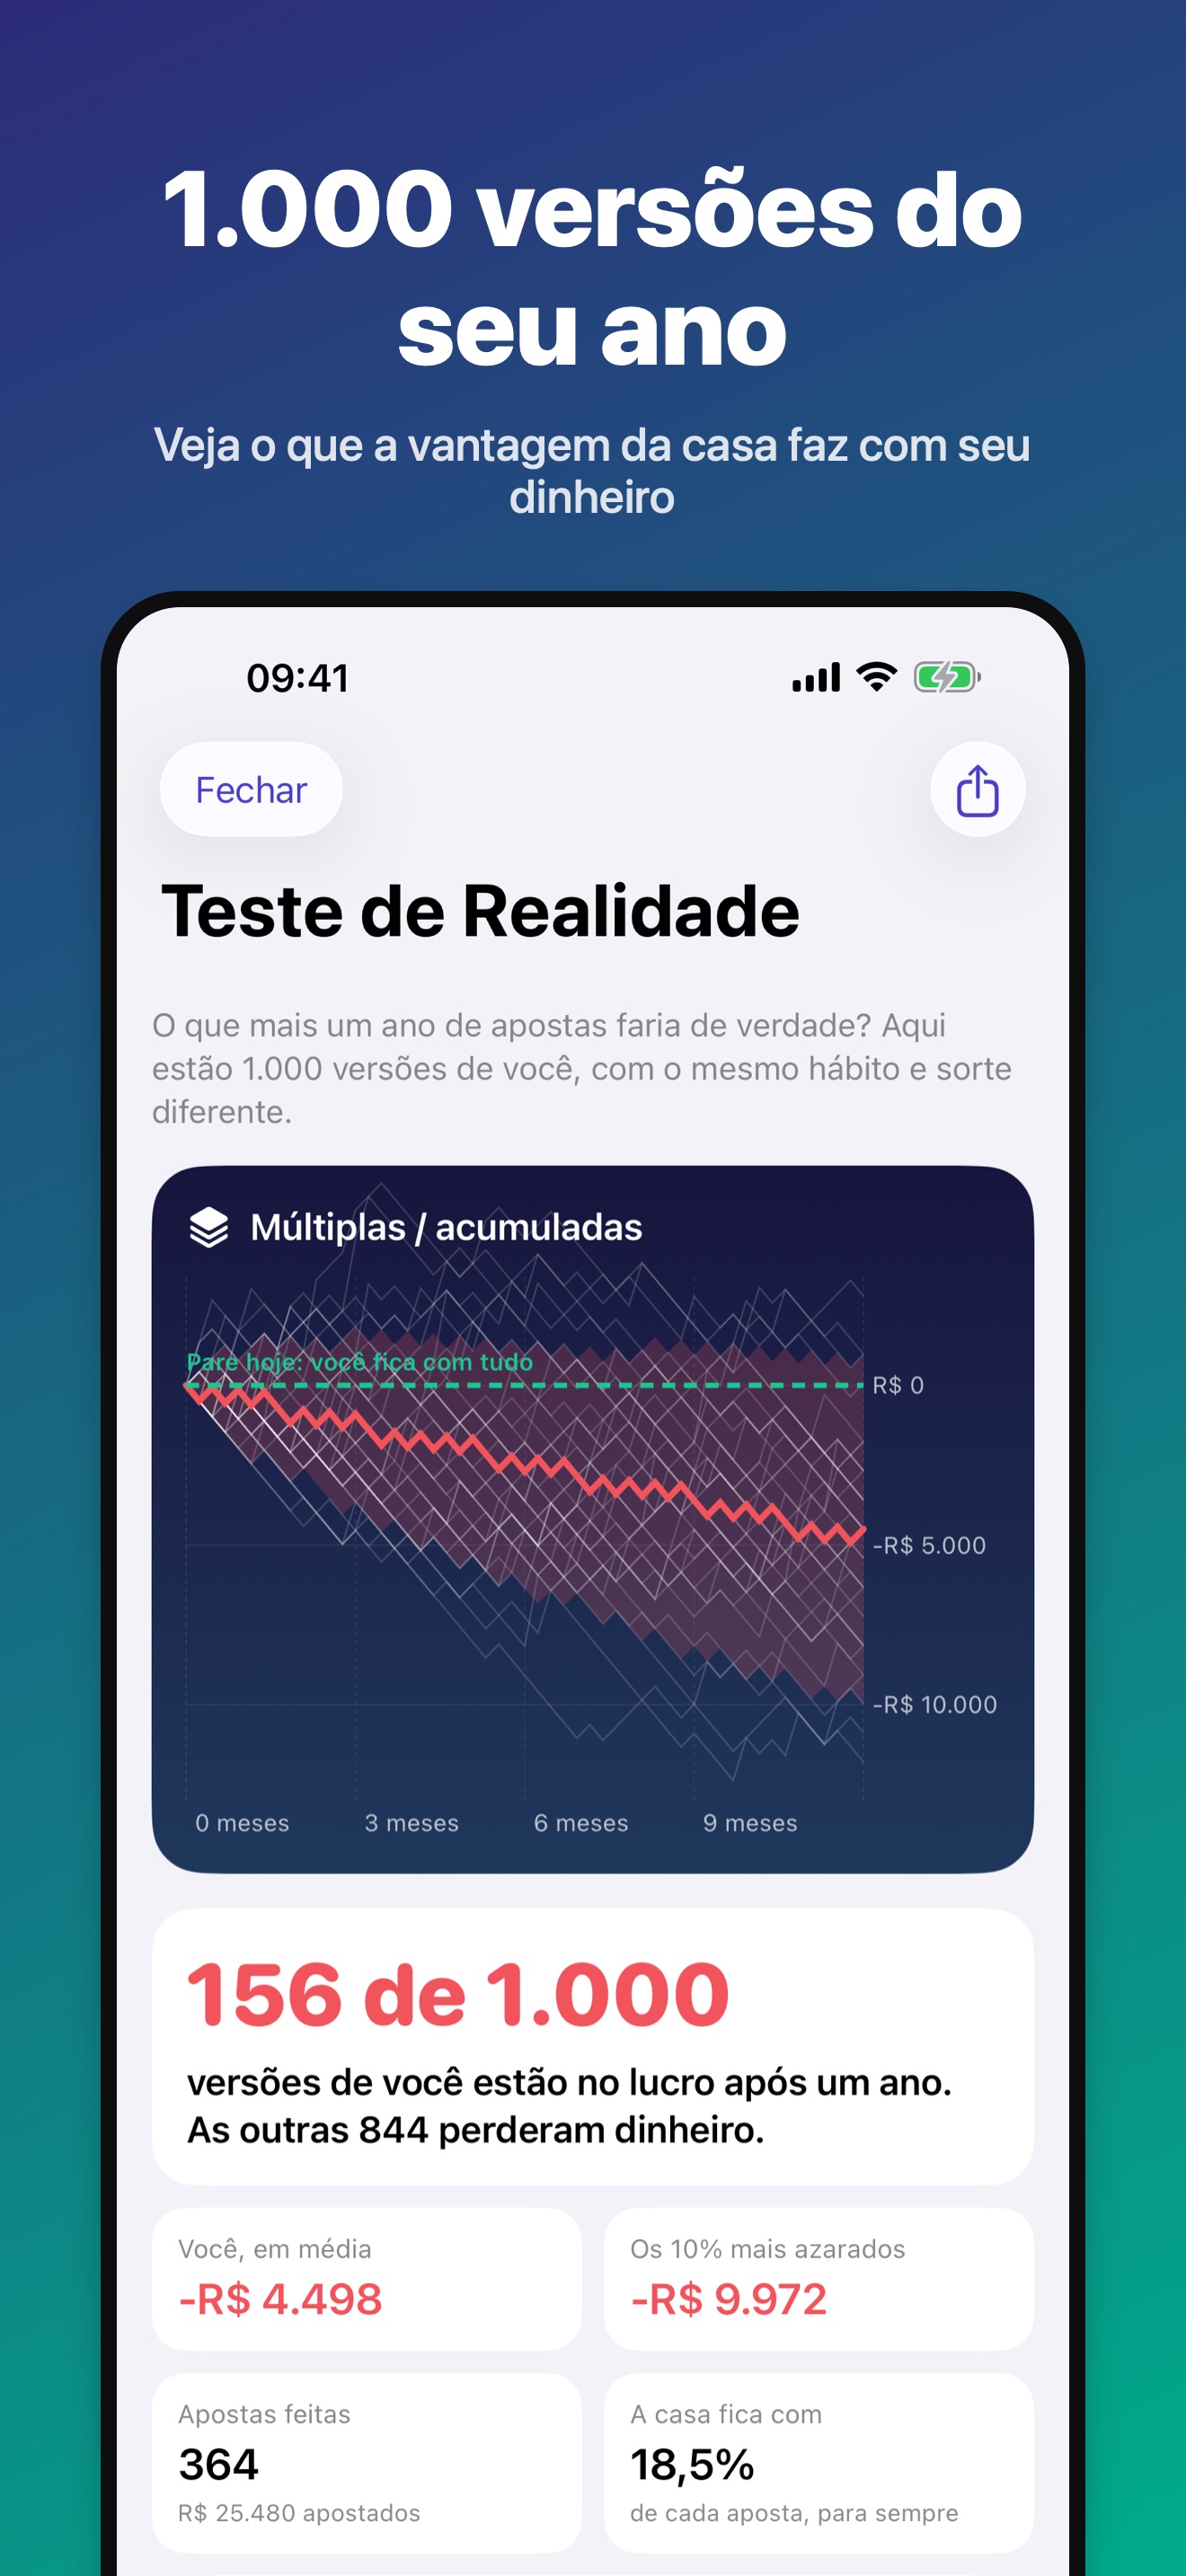 1.000 versões do
seu ano
Veja o que a vantagem da casa faz com seu
dinheiro
09:41
Fechar
Teste de Realidade
O que mais um ano de apostas faria de verdade? Aqui
estão 1.000 versões de você, com o mesmo hábito e sorte
diferente.
Múltiplas / acumuladas
Pare hoje: você fica com tudo
R$ 0
-R$ 5.000
-R$ 10.000
0 meses
3 meses
6 meses
9 meses
156 de 1.000
versões de você estão no lucro após um ano.
As outras 844 perderam dinheiro.
Você, em média
-R$ 4.498
Os 10% mais azarados
-R$ 9.972
Apostas feitas
364
R$ 25.480 apostados
A casa fica com
18,5%
de cada aposta, para sempre